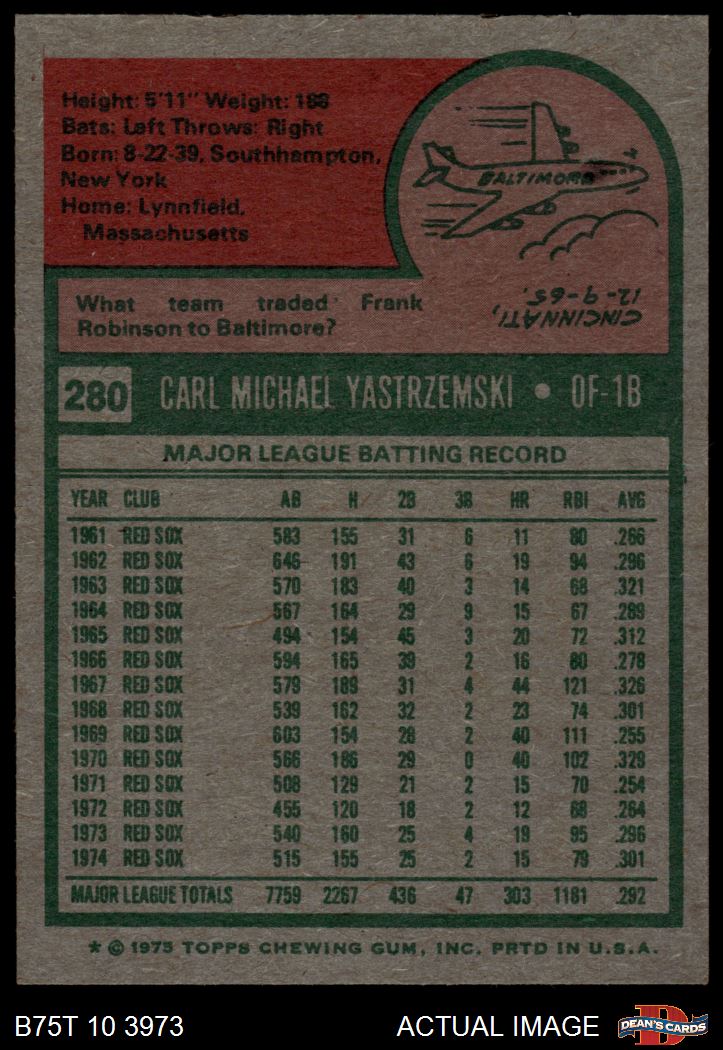 Height: 5'11" Weight: 188
Bats: Left Throws: Right
Born: 8-22-39, Southhampton,
New York
Home: Lynnfield,
Massachusetts
BALTIMORE
What team traded Frank
Robinson to Baltimore?
CINCINNATI,
12-9-65.
280 CARL MICHAEL YASTRZEMSKI • OF-1B
MAJOR LEAGUE BATTING RECORD
YEAR CLUB AB H 2B 3B HR RBI AVG
1961 RED SOX 583 155 31 6 11 80 .266
1962 RED SOX 646 191 43 6 19 94 .296
1963 RED SOX 570 183 40 3 14 68 .321
1964 RED SOX 567 164 29 9 15 67 .289
1965 RED SOX 494 154 45 3 20 72 .312
1966 RED SOX 594 165 39 2 16 80 .278
1967 RED SOX 579 189 31 4 44 121 .326
1968 RED SOX 539 162 32 2 23 74 .301
1969 RED SOX 603 154 28 2 40 111 .255
1970 RED SOX 566 186 29 0 40 102 .329
1971 RED SOX 508 129 21 2 15 70 .254
1972 RED SOX 455 120 18 2 12 68 .264
1973 RED SOX 540 160 25 4 19 95 .296
1974 RED SOX 515 155 25 2 15 79 .301
MAJOR LEAGUE TOTALS 7759 2267 436 47 303 1181 .292
* © 1975 TOPPS CHEWING GUM, INC. PRTD IN U.S.A.
B75T 10 3973 ACTUAL IMAGE DEAN'S CARDS